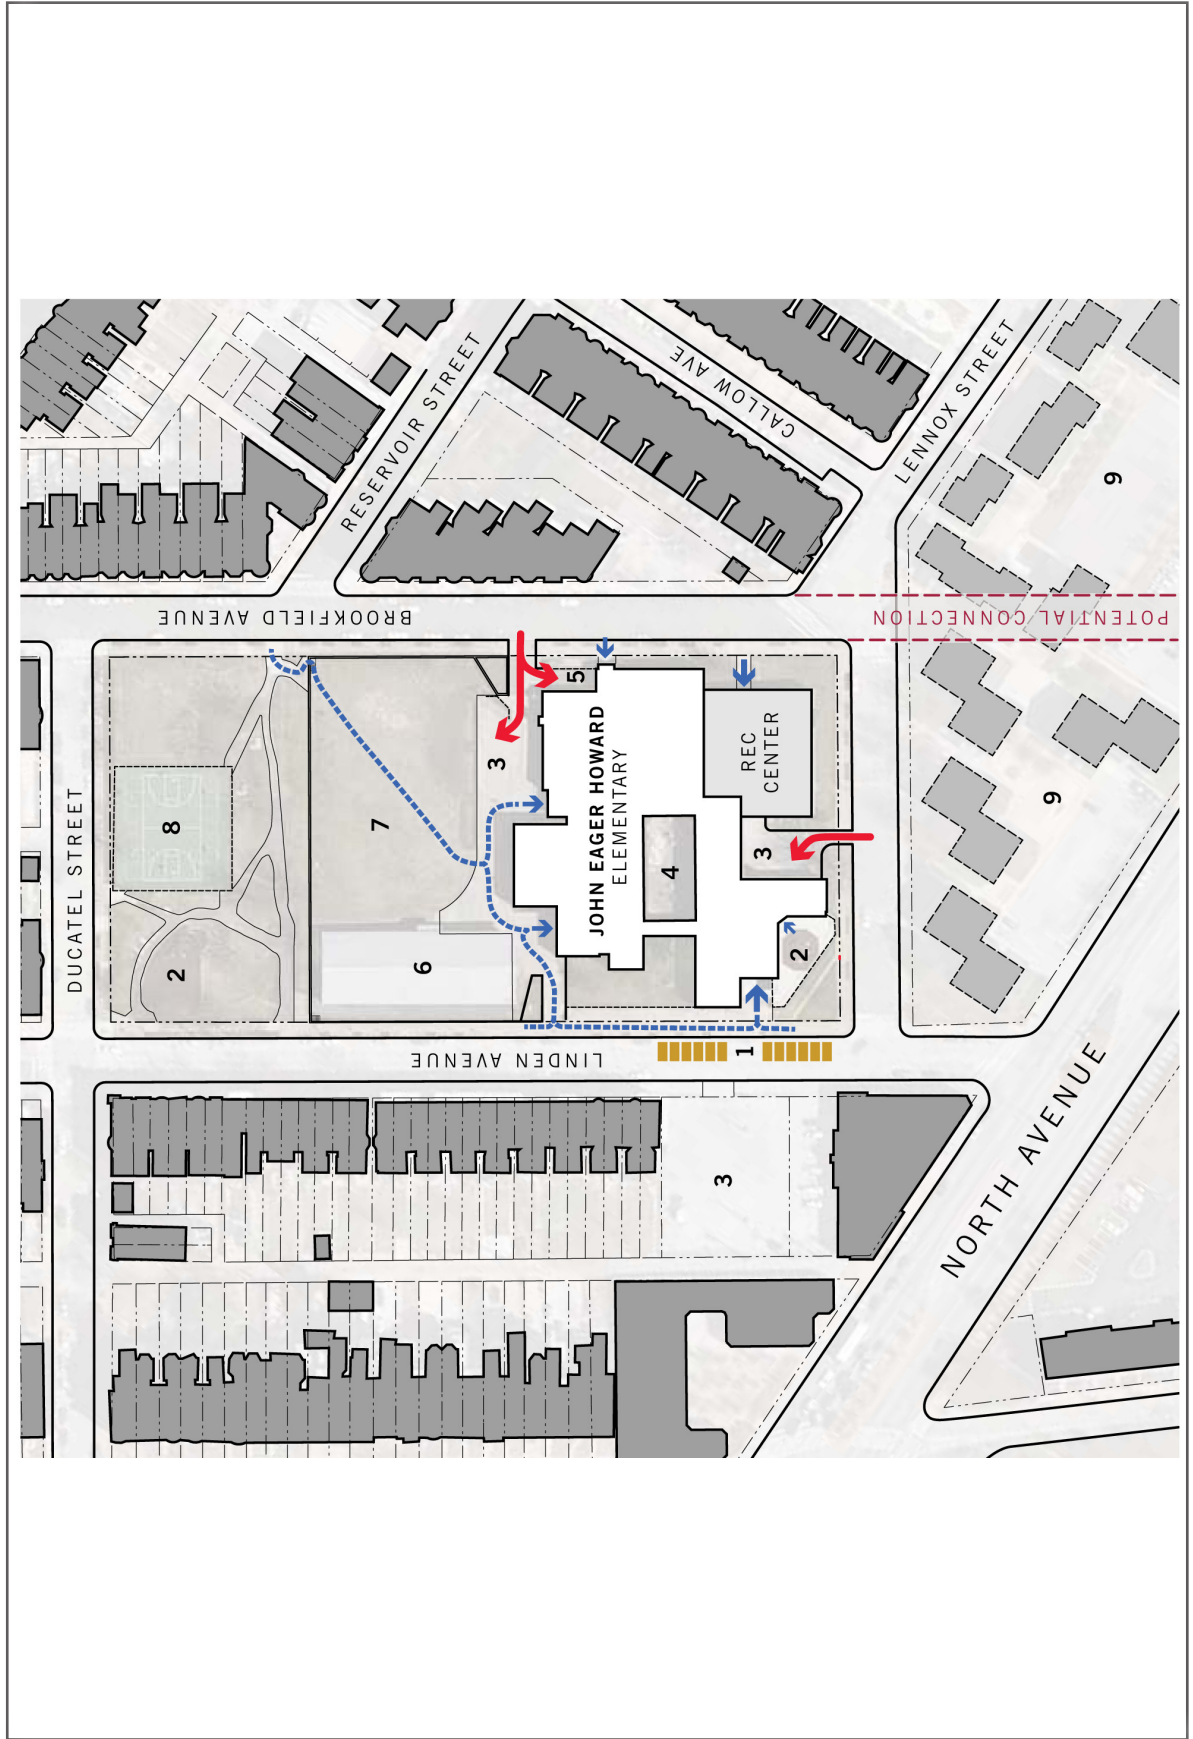 DUCATEL STREET
RESERVOIR STREET
CALLOW AVE
LENNOX STREET
BROOKFIELD AVENUE
POTENTIAL CONNECTION
LINDEN AVENUE
NORTH AVENUE
JOHN EAGER HOWARD
ELEMENTARY
REC
CENTER
1
2
2
3
3
3
4
5
6
7
8
9
9